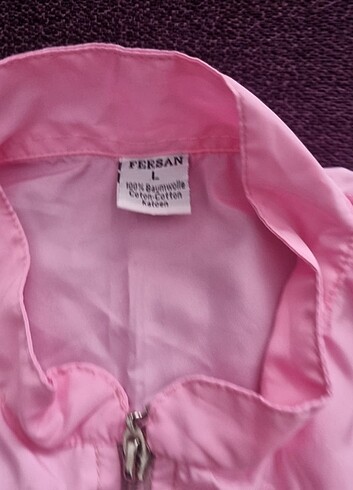 FERSAN
L
100% Baumwolle
Coton-Cotton
Katoen